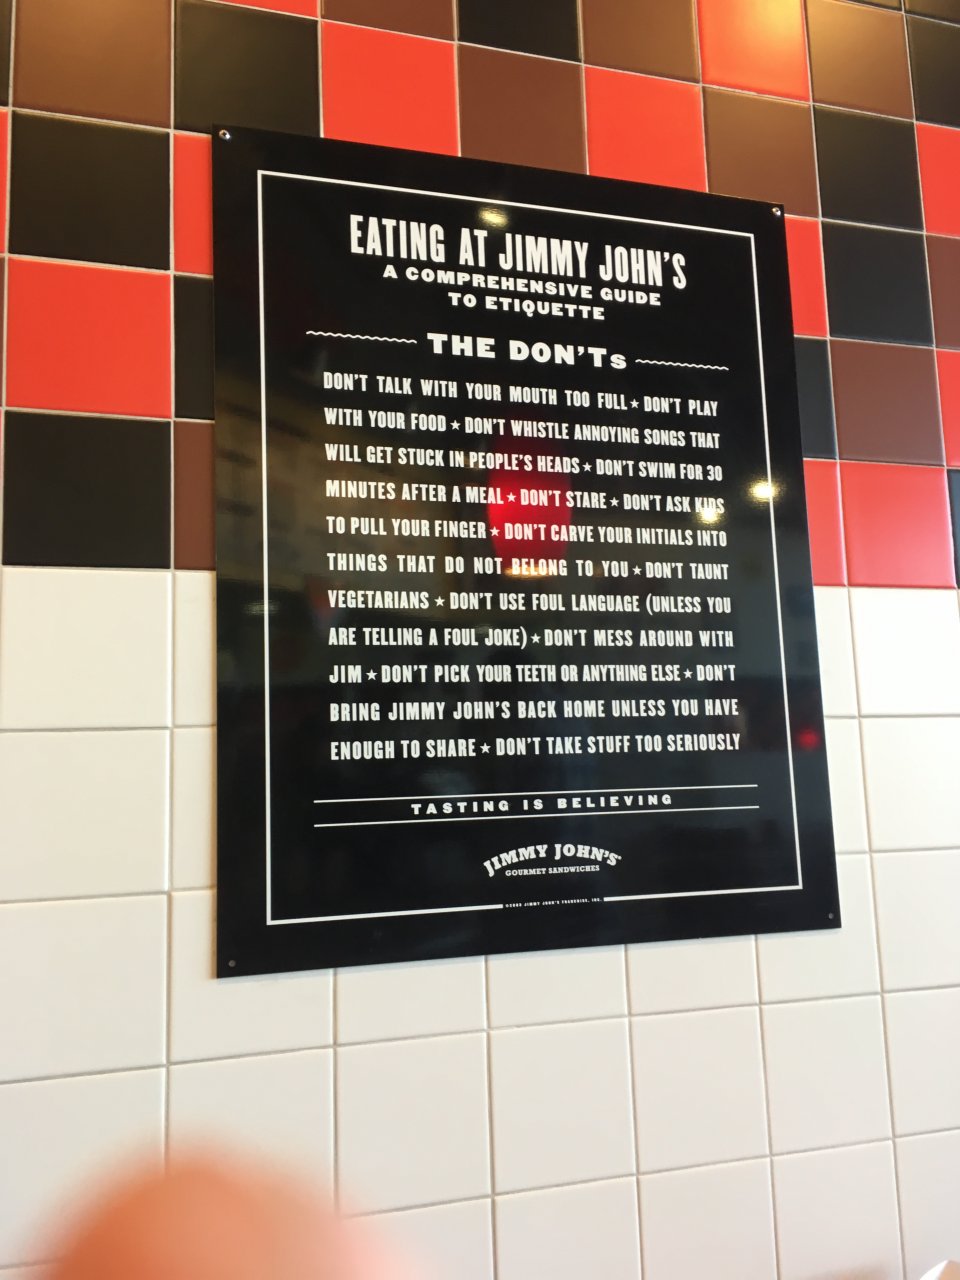 EATING AT JIMMY JOHN'S
A COMPREHENSIVE GUIDE
TO ETIQUETTE
THE DON'Ts
DON'T TALK WITH YOUR MOUTH TOO FULL★DON'T PLAY
WITH YOUR FOOD★DON'T WHISTLE ANNOYING SONGS THAT
WILL GET STUCK IN PEOPLE'S HEADS★DON'T SWIM FOR 30
MINUTES AFTER A MEAL★DON'T STARE★DON'T ASK KIDS
TO PULL YOUR FINGER★DON'T CARVE YOUR INITIALS INTO
THINGS THAT DO NOT BELONG TO YOU★DON'T TAUNT
VEGETARIANS★DON'T USE FOUL LANGUAGE (UNLESS YOU
ARE TELLING A FOUL JOKE)★DON'T MESS AROUND WITH
JIM★DON'T PICK YOUR TEETH OR ANYTHING ELSE★DON'T
BRING JIMMY JOHN'S BACK HOME UNLESS YOU HAVE
ENOUGH TO SHARE★DON'T TAKE STUFF TOO SERIOUSLY
TASTING IS BELIEVING
JIMMY JOHN'S®
GOURMET SANDWICHES
JIMMY JOHN'S FRANCHISE, INC.